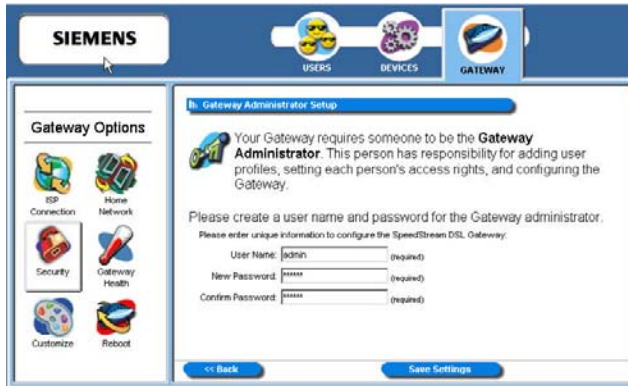 SIEMENS
USERS
DEVICES
GATEWAY
Gateway Options
ISP
Connection
Home
Network
Security
Gateway
Health
Customize
Reboot
Gateway Administrator Setup
Your Gateway requires someone to be the Gateway
Administrator. This person has responsibility for adding user
profiles, setting each person's access rights, and configuring the
Gateway.
Please create a user name and password for the Gateway administrator.
Please enter unique information to configure the SpeedStream DSL Gateway:
User Name: admin (required)
New Password: ****** (required)
Confirm Password: ****** (required)
<< Back
Save Settings